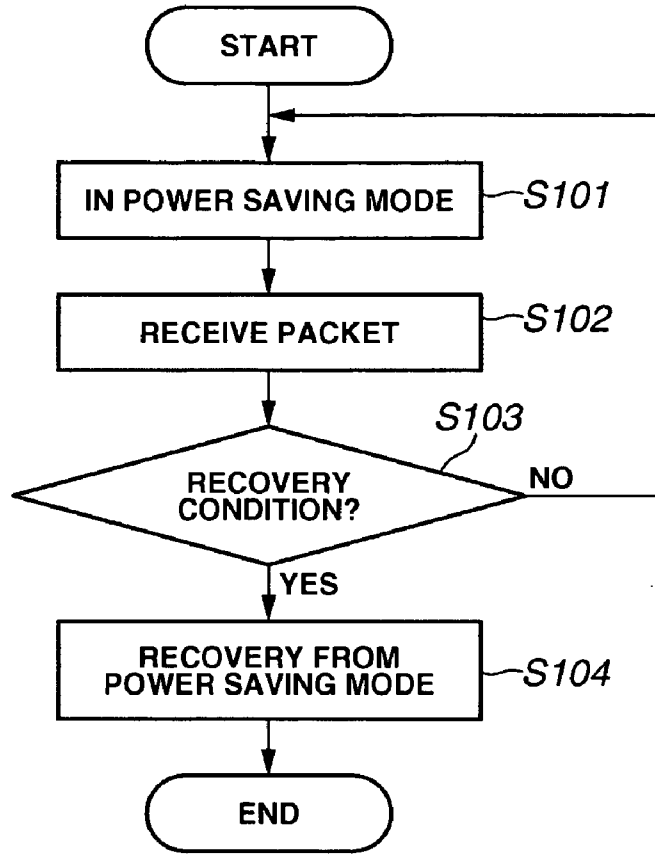 START
IN POWER SAVING MODE
S101
RECEIVE PACKET
S102
S103
RECOVERY
CONDITION?
NO
YES
RECOVERY FROM
POWER SAVING MODE
S104
END